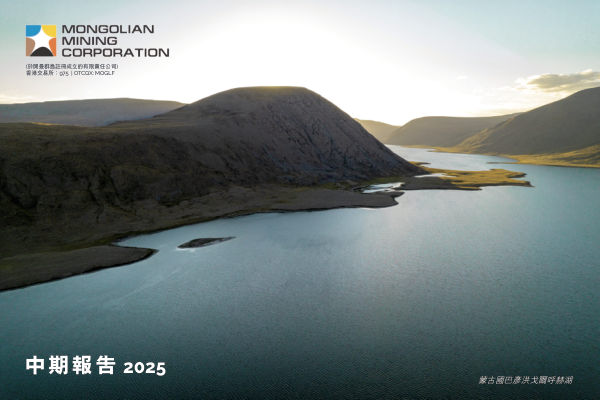 MONGOLIAN
MINING
CORPORATION
(於開曼群島註冊成立的有限責任公司)
香港交易所：975 | OTCQX: MOGLF
中期報告 2025
蒙古國巴彥洪戈爾呼赫湖